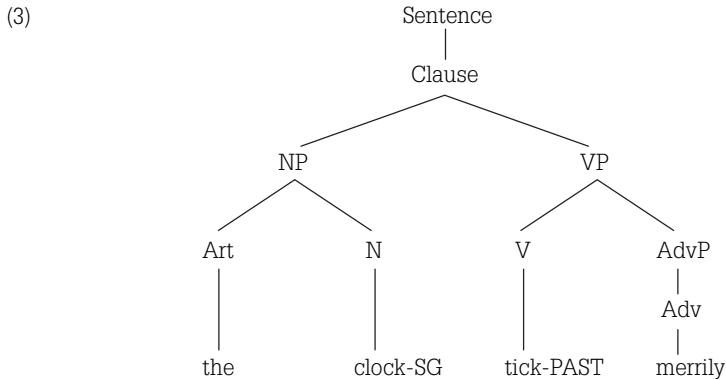 (3) Sentence
Clause
NP VP
Art N V AdvP
Adv
the clock-SG tick-PAST merrily